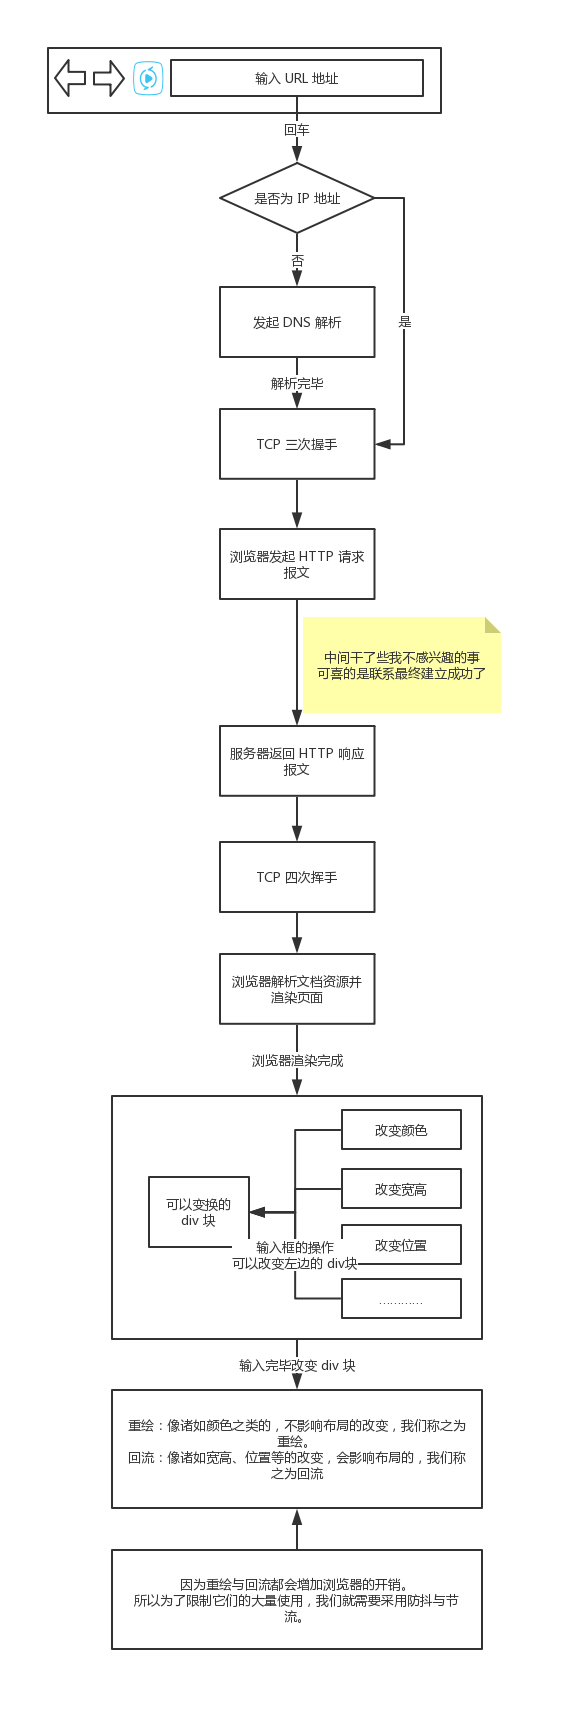 输入 URL 地址
回车
是否为 IP 地址
否
是
发起 DNS 解析
解析完毕
TCP 三次握手
浏览器发起 HTTP 请求
报文
中间干了些我不感兴趣的事
可喜的是联系最终建立成功了
服务器返回 HTTP 响应
报文
TCP 四次挥手
浏览器解析文档资源并
渲染页面
浏览器渲染完成
改变颜色
改变宽高
可以变换的
div 块
改变位置
输入框的操作
可以改变左边的 div块
…………
输入完毕改变 div 块
重绘：像诸如颜色之类的，不影响布局的改变，我们称之为
重绘。
回流：像诸如宽高、位置等的改变，会影响布局的，我们称
之为回流
因为重绘与回流都会增加浏览器的开销。
所以为了限制它们的大量使用，我们就需要采用防抖与节
流。